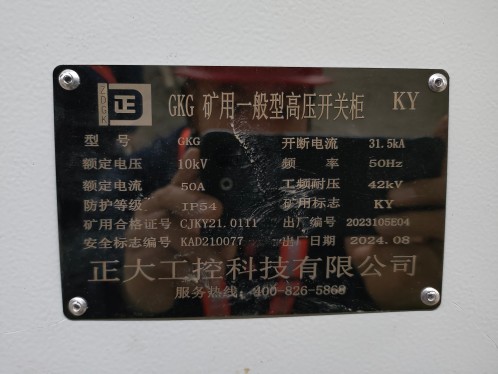 ZDGK 正 GKG 矿用一般型高压开关柜 KY
型 号 GKG 开断电流 31.5kA
额定电压 10kV 频 率 50Hz
额定电流 50A 工频耐压 42kV
防护等级 IP54 矿用标志 KY
矿用合格证号 CJKY21.0111 出厂编号 2023105E04
安全标志编号 KAD210077 出厂日期 2024.08
正大工控科技有限公司
服务热线: 400-826-5868